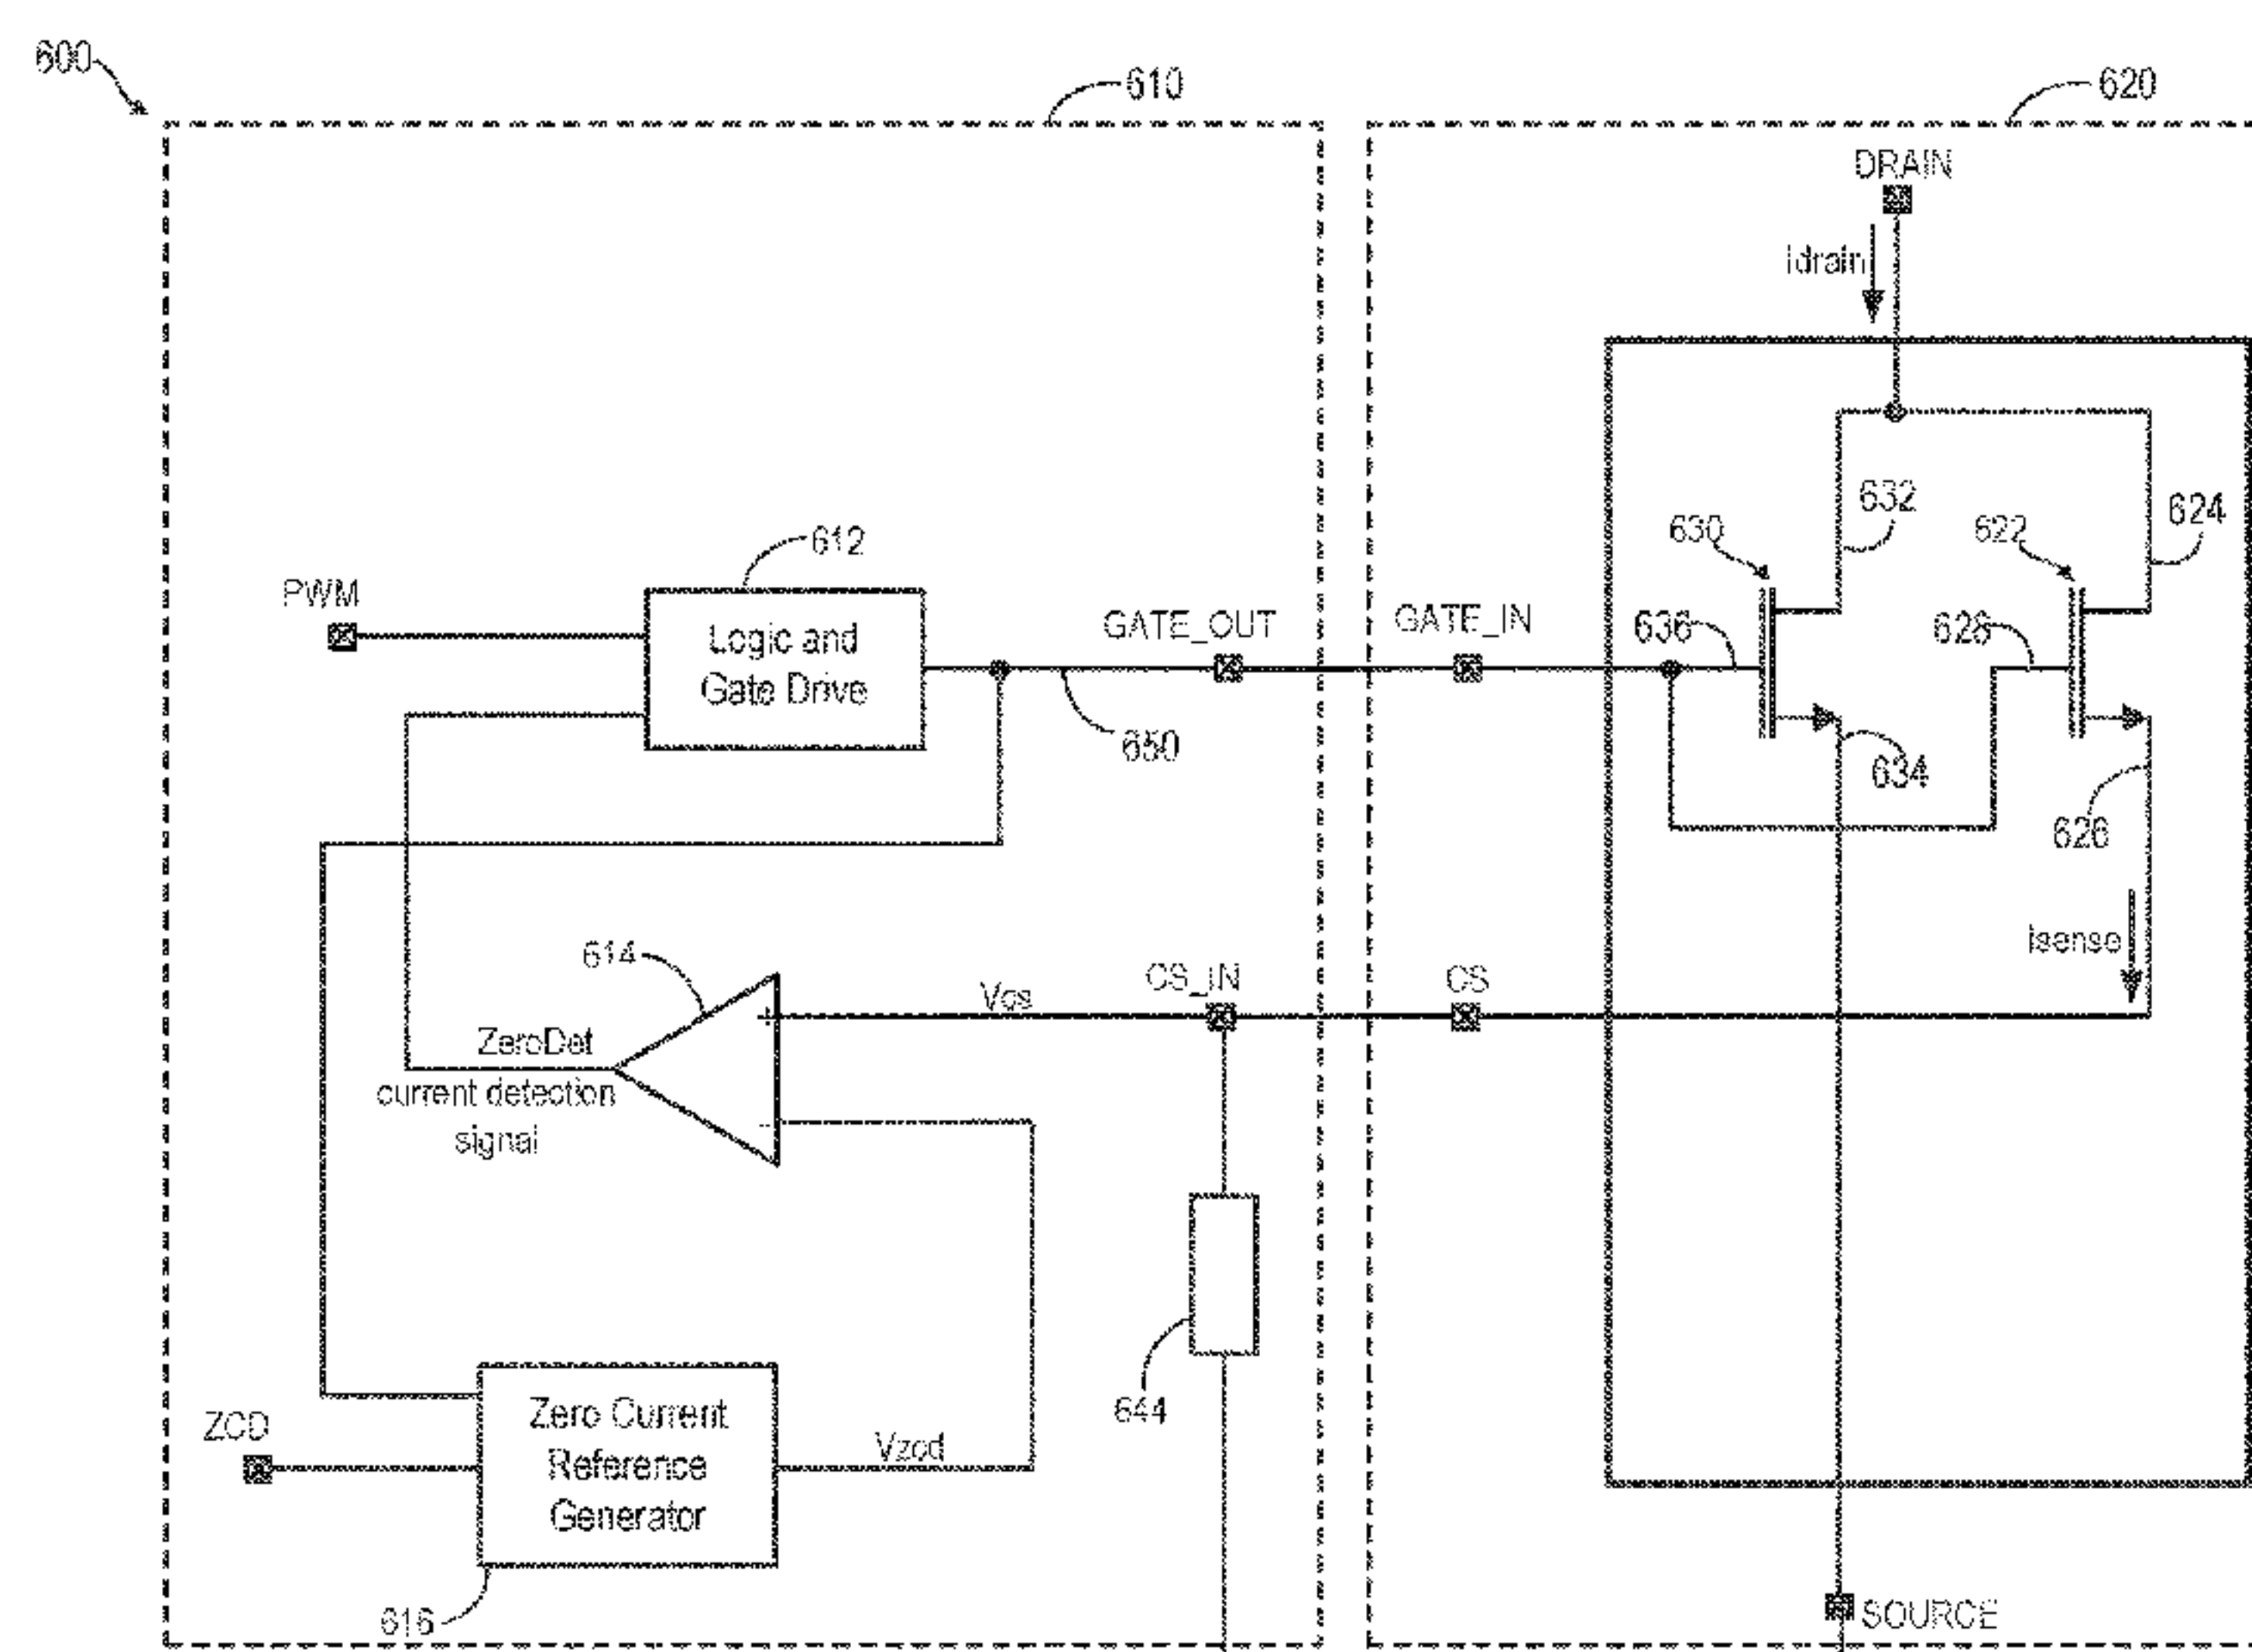 600
610
620
DRAIN
idrain
632
624
630
622
612
PWM
Logic and
Gate Drive
GATE_OUT
GATE_IN
636
628
650
634
626
614
Vcs
CS_IN
CS
isense
ZeroDet
current detection
signal
644
ZCD
Zero Current
Reference
Generator
Vzcd
616
SOURCE